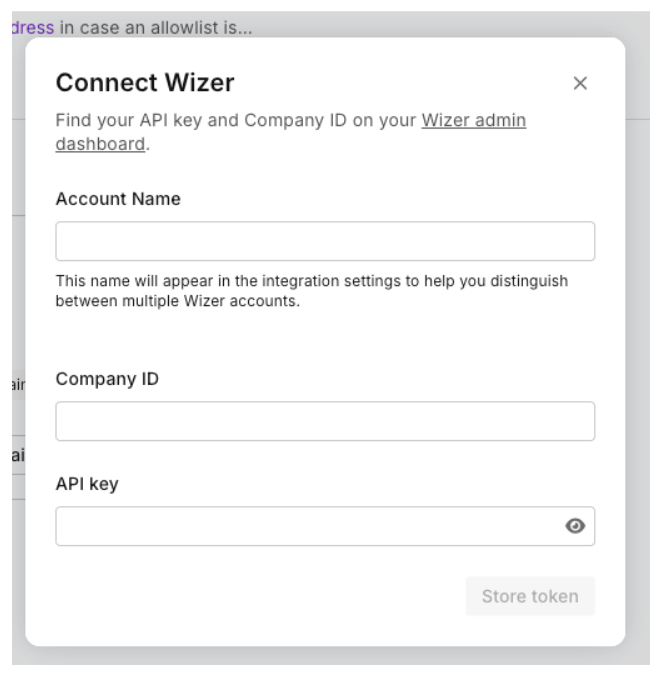 dress in case an allowlist is...
Connect Wizer
Find your API key and Company ID on your Wizer admin
dashboard.
Account Name
This name will appear in the integration settings to help you distinguish
between multiple Wizer accounts.
Company ID
API key
Store token